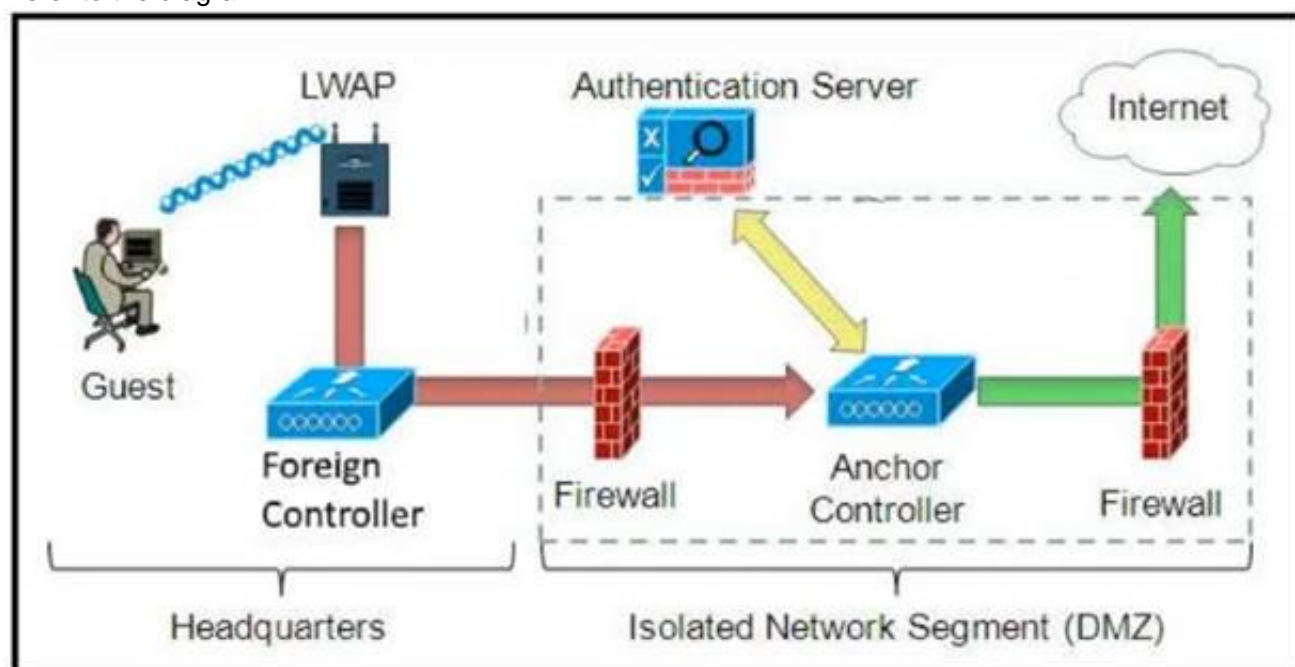 LWAP
Authentication Server
Internet
Guest
Foreign
Controller
Firewall
Anchor
Controller
Firewall
Headquarters
Isolated Network Segment (DMZ)